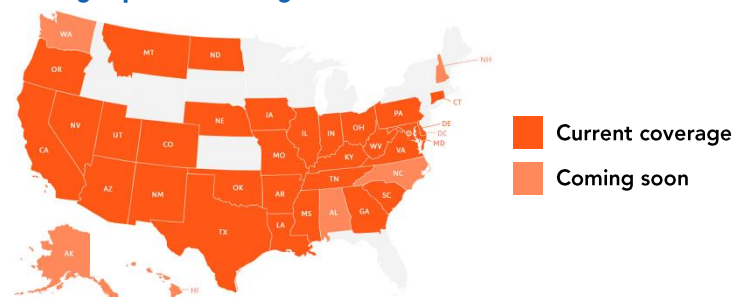 WA
MT
ND
NH
OR
CT
IA
PA
NE
NV
IL
IN
OH
DE
UT
DC
CO
MD
CA
MO
WV
VA
KY
NC
TN
AZ
OK
NM
AR
SC
MS
AL
GA
LA
TX
AK
HI
Current coverage
Coming soon